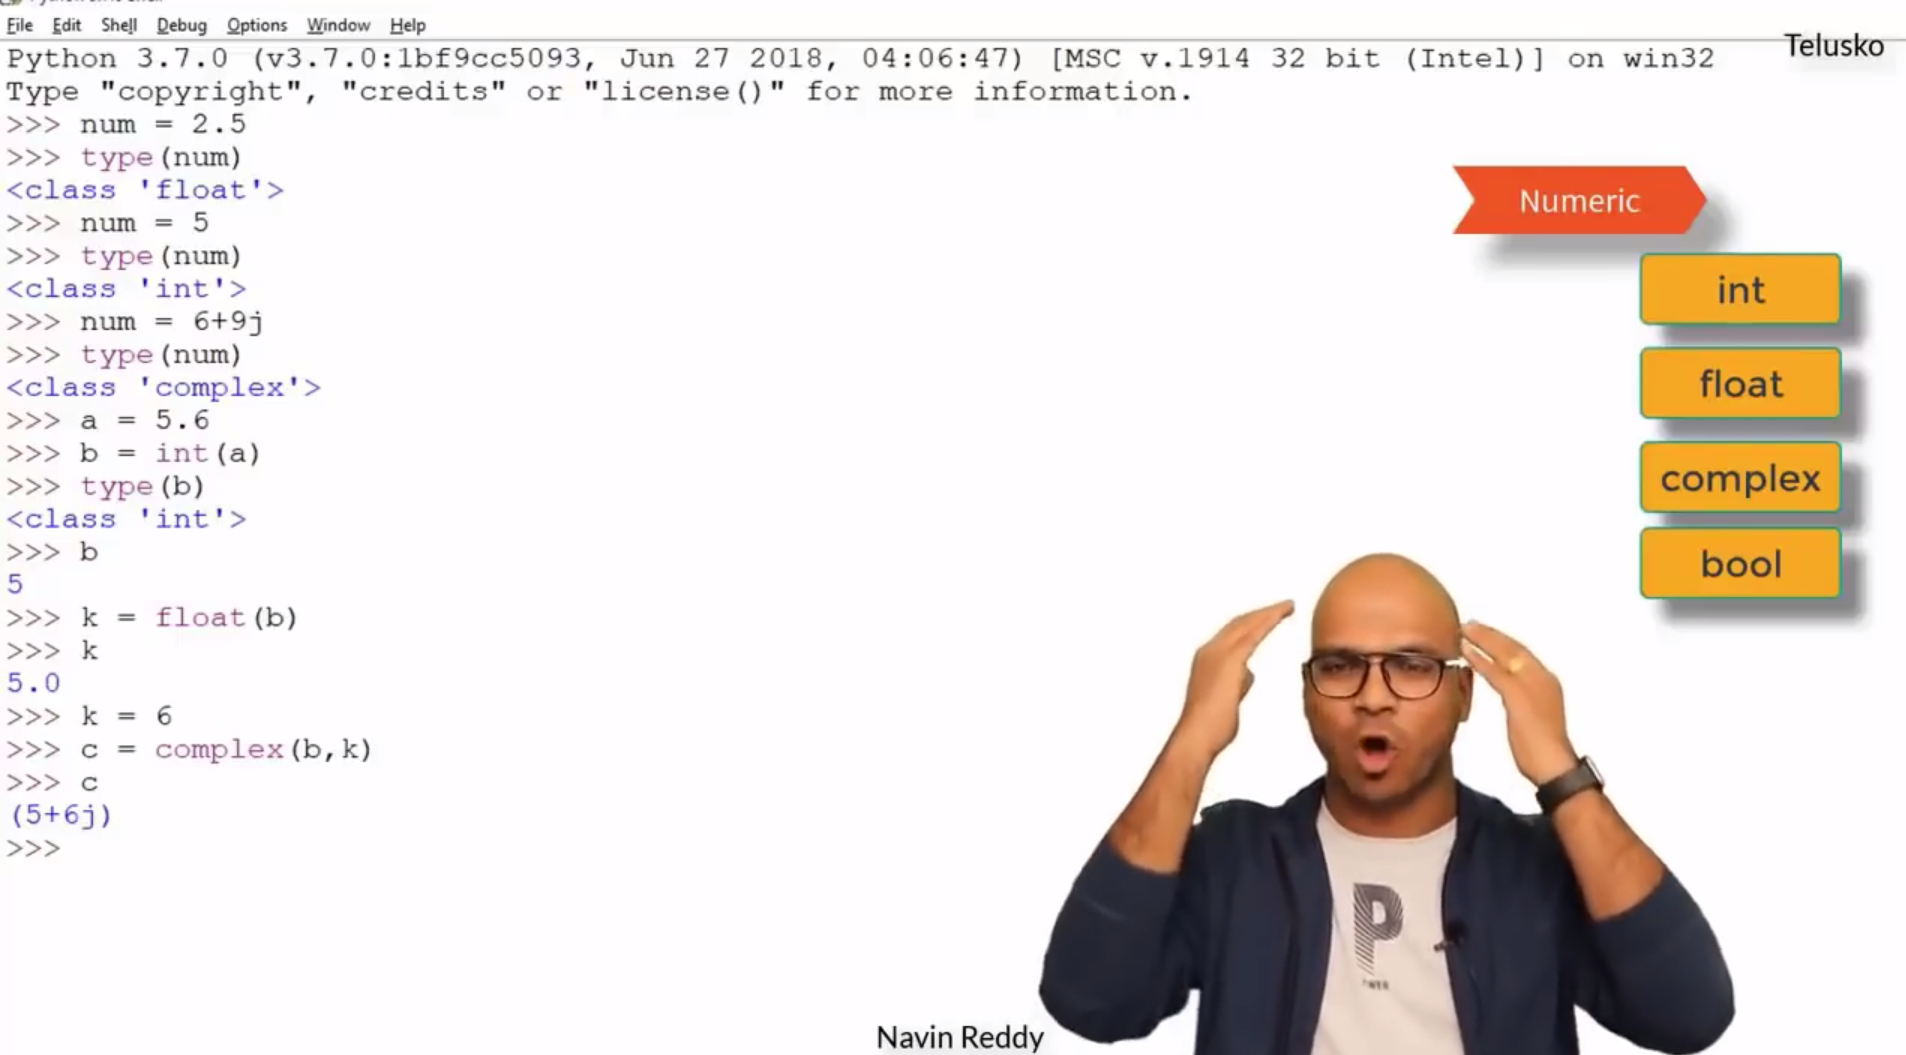 File Edit Shell Debug Options Window Help
Python 3.7.0 (v3.7.0:1bf9cc5093, Jun 27 2018, 04:06:47) [MSC v.1914 32 bit (Intel)] on win32
Type "copyright", "credits" or "license()" for more information.
>>> num = 2.5
>>> type(num)
<class 'float'>
>>> num = 5
>>> type(num)
<class 'int'>
>>> num = 6+9j
>>> type(num)
<class 'complex'>
>>> a = 5.6
>>> b = int(a)
>>> type(b)
<class 'int'>
>>> b
5
>>> k = float(b)
>>> k
5.0
>>> k = 6
>>> c = complex(b,k)
>>> c
(5+6j)
>>>
Telusko
Numeric
int
float
complex
bool
P
Navin Reddy